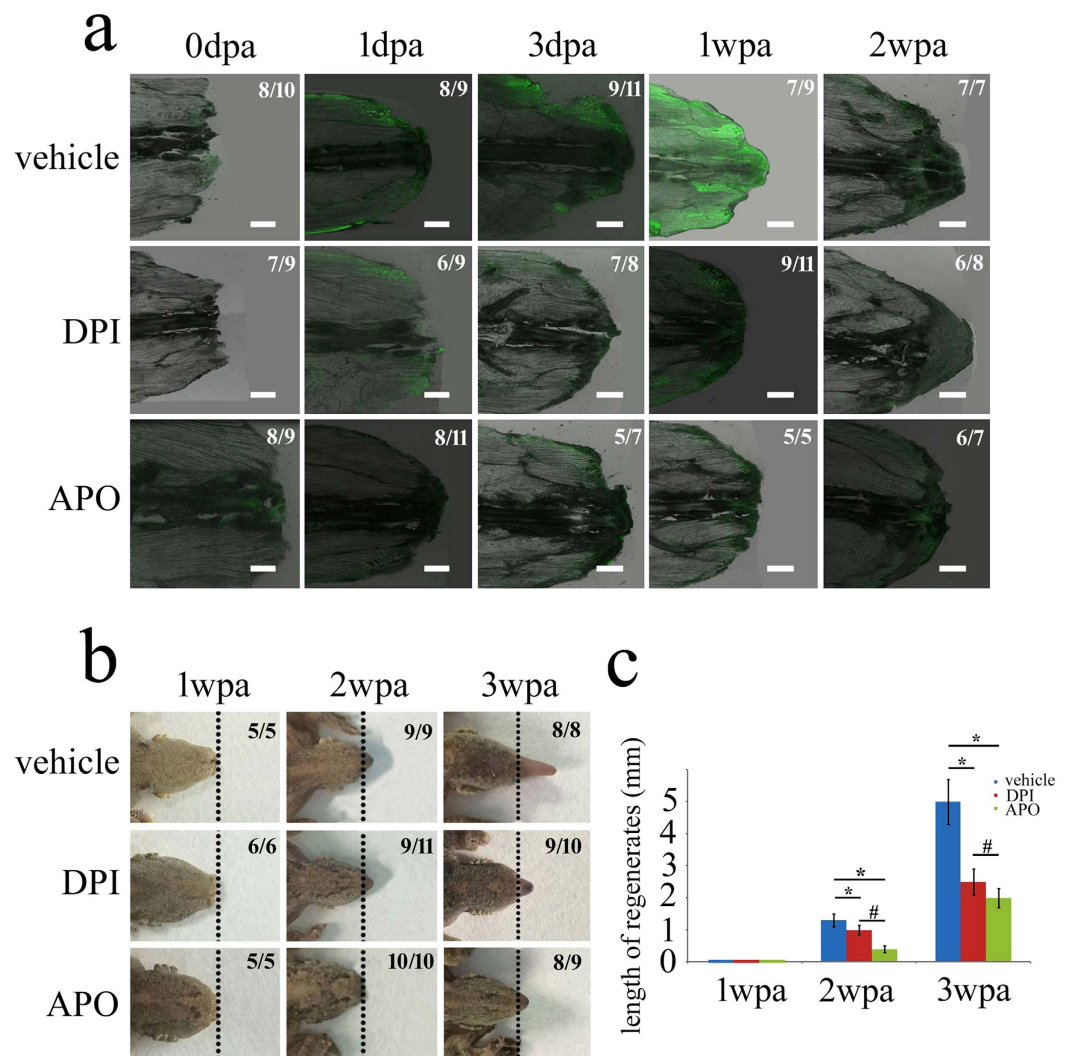 a
0dpa 1dpa 3dpa 1wpa 2wpa
vehicle 8/10 8/9 9/11 7/9 7/7
DPI 7/9 6/9 7/8 9/11 6/8
APO 8/9 8/11 5/7 5/5 6/7
b
1wpa 2wpa 3wpa
vehicle 5/5 9/9 8/8
DPI 6/6 9/11 9/10
APO 5/5 10/10 8/9
c
length of regenerates (mm)
5
4
3
2
1
0
1wpa 2wpa 3wpa
* * #
* * #
vehicle
DPI
APO